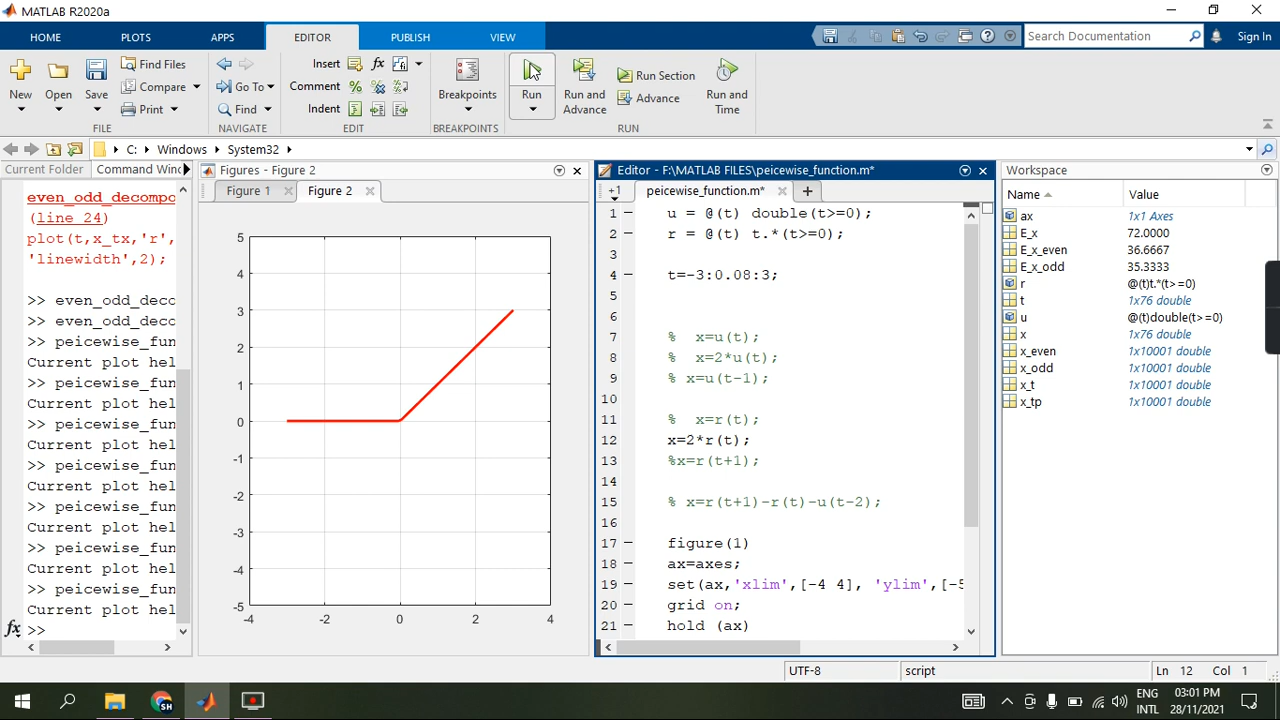 MATLAB R2020a
HOME PLOTS APPS EDITOR PUBLISH VIEW
Search Documentation
Sign In
New
Open
Save
Find Files
Compare
Print
FILE
Go To
Find
NAVIGATE
Insert
Comment
Indent
EDIT
Breakpoints
BREAKPOINTS
Run
Run and Advance
Run Section
Advance
Run and Time
RUN
C: Windows System32
Current Folder
Command Winc
even_odd_decompo
(line 24)
plot(t,x_tx,'r',
'linewidth',2);
>> even_odd_deco
>> even_odd_deco
>> peicewise_fun
Current plot hel
>> peicewise_fun
Current plot hel
>> peicewise_fun
Current plot hel
>> peicewise_fun
Current plot hel
>> peicewise_fun
Current plot hel
>> peicewise_fun
Current plot hel
>> peicewise_fun
Current plot hel
fx >>
Figures - Figure 2
Figure 1
Figure 2
5
4
3
2
1
0
-1
-2
-3
-4
-5
-4 -2 0 2 4
Editor - F:\MATLAB FILES\peicewise_function.m*
+1 peicewise_function.m* +
1 u = @(t) double(t>=0);
2 r = @(t) t.*(t>=0);
3
4 t=-3:0.08:3;
5
6
7 % x=u(t);
8 % x=2*u(t);
9 % x=u(t-1);
10
11 % x=r(t);
12 x=2*r(t);
13 %x=r(t+1);
14
15 % x=r(t+1)-r(t)-u(t-2);
16
17 figure(1)
18 ax=axes;
19 set(ax,'xlim',[-4 4], 'ylim',[-5
20 grid on;
21 hold (ax)
Workspace
Name Value
ax 1x1 Axes
E_x 72.0000
E_x_even 36.6667
E_x_odd 35.3333
r @(t)t.*(t>=0)
t 1x76 double
u @(t)double(t>=0)
x 1x76 double
x_even 1x10001 double
x_odd 1x10001 double
x_t 1x10001 double
x_tp 1x10001 double
UTF-8
script
Ln 12 Col 1
SH
ENG
INTL
03:01 PM
28/11/2021